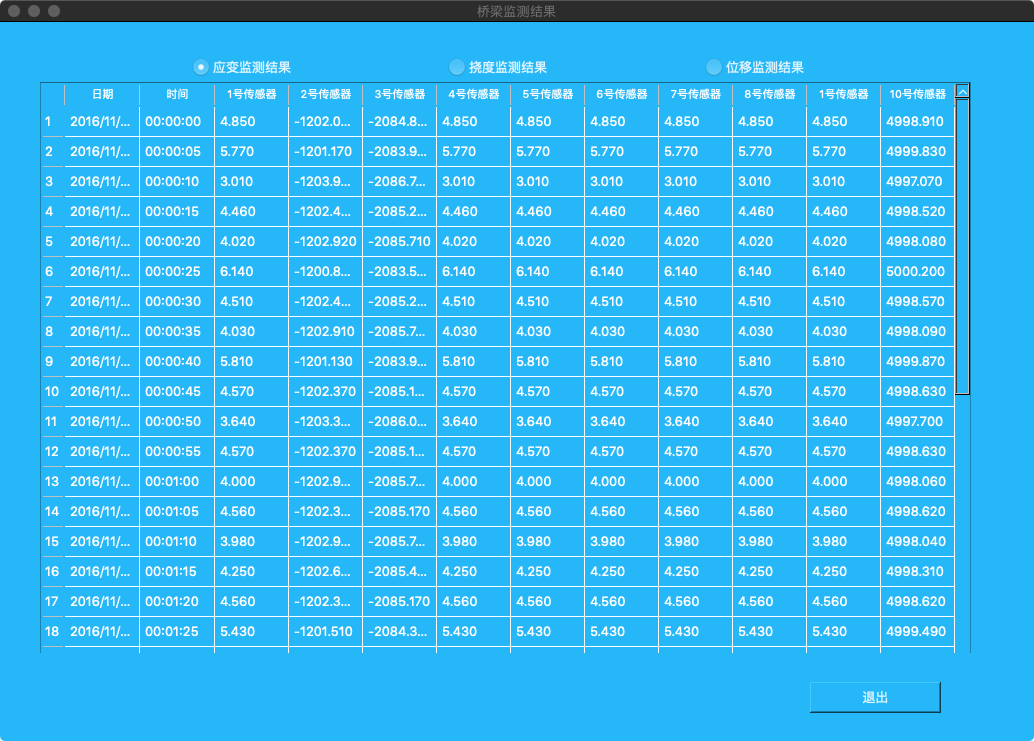 桥梁监测结果
应变监测结果 挠度监测结果 位移监测结果
日期 时间 1号传感器 2号传感器 3号传感器 4号传感器 5号传感器 6号传感器 7号传感器 8号传感器 1号传感器 10号传感器
1 2016/11/... 00:00:00 4.850 -1202.0... -2084.8... 4.850 4.850 4.850 4.850 4.850 4.850 4998.910
2 2016/11/... 00:00:05 5.770 -1201.170 -2083.9... 5.770 5.770 5.770 5.770 5.770 5.770 4999.830
3 2016/11/... 00:00:10 3.010 -1203.9... -2086.7... 3.010 3.010 3.010 3.010 3.010 3.010 4997.070
4 2016/11/... 00:00:15 4.460 -1202.4... -2085.2... 4.460 4.460 4.460 4.460 4.460 4.460 4998.520
5 2016/11/... 00:00:20 4.020 -1202.920 -2085.710 4.020 4.020 4.020 4.020 4.020 4.020 4998.080
6 2016/11/... 00:00:25 6.140 -1200.8... -2083.5... 6.140 6.140 6.140 6.140 6.140 6.140 5000.200
7 2016/11/... 00:00:30 4.510 -1202.4... -2085.2... 4.510 4.510 4.510 4.510 4.510 4.510 4998.570
8 2016/11/... 00:00:35 4.030 -1202.910 -2085.7... 4.030 4.030 4.030 4.030 4.030 4.030 4998.090
9 2016/11/... 00:00:40 5.810 -1201.130 -2083.9... 5.810 5.810 5.810 5.810 5.810 5.810 4999.870
10 2016/11/... 00:00:45 4.570 -1202.370 -2085.1... 4.570 4.570 4.570 4.570 4.570 4.570 4998.630
11 2016/11/... 00:00:50 3.640 -1203.3... -2086.0... 3.640 3.640 3.640 3.640 3.640 3.640 4997.700
12 2016/11/... 00:00:55 4.570 -1202.370 -2085.1... 4.570 4.570 4.570 4.570 4.570 4.570 4998.630
13 2016/11/... 00:01:00 4.000 -1202.9... -2085.7... 4.000 4.000 4.000 4.000 4.000 4.000 4998.060
14 2016/11/... 00:01:05 4.560 -1202.3... -2085.170 4.560 4.560 4.560 4.560 4.560 4.560 4998.620
15 2016/11/... 00:01:10 3.980 -1202.9... -2085.7... 3.980 3.980 3.980 3.980 3.980 3.980 4998.040
16 2016/11/... 00:01:15 4.250 -1202.6... -2085.4... 4.250 4.250 4.250 4.250 4.250 4.250 4998.310
17 2016/11/... 00:01:20 4.560 -1202.3... -2085.170 4.560 4.560 4.560 4.560 4.560 4.560 4998.620
18 2016/11/... 00:01:25 5.430 -1201.510 -2084.3... 5.430 5.430 5.430 5.430 5.430 5.430 4999.490
退出